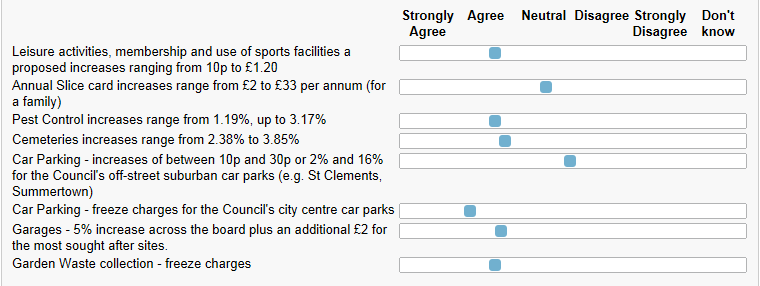 Strongly Agree Neutral Disagree Strongly Don't
Agree Disagree know
Leisure activities, membership and use of sports facilities a
proposed increases ranging from 10p to £1.20
Annual Slice card increases range from £2 to £33 per annum (for
a family)
Pest Control increases range from 1.19%, up to 3.17%
Cemeteries increases range from 2.38% to 3.85%
Car Parking - increases of between 10p and 30p or 2% and 16%
for the Council's off-street suburban car parks (e.g. St Clements,
Summertown)
Car Parking - freeze charges for the Council's city centre car parks
Garages - 5% increase across the board plus an additional £2 for
the most sought after sites.
Garden Waste collection - freeze charges